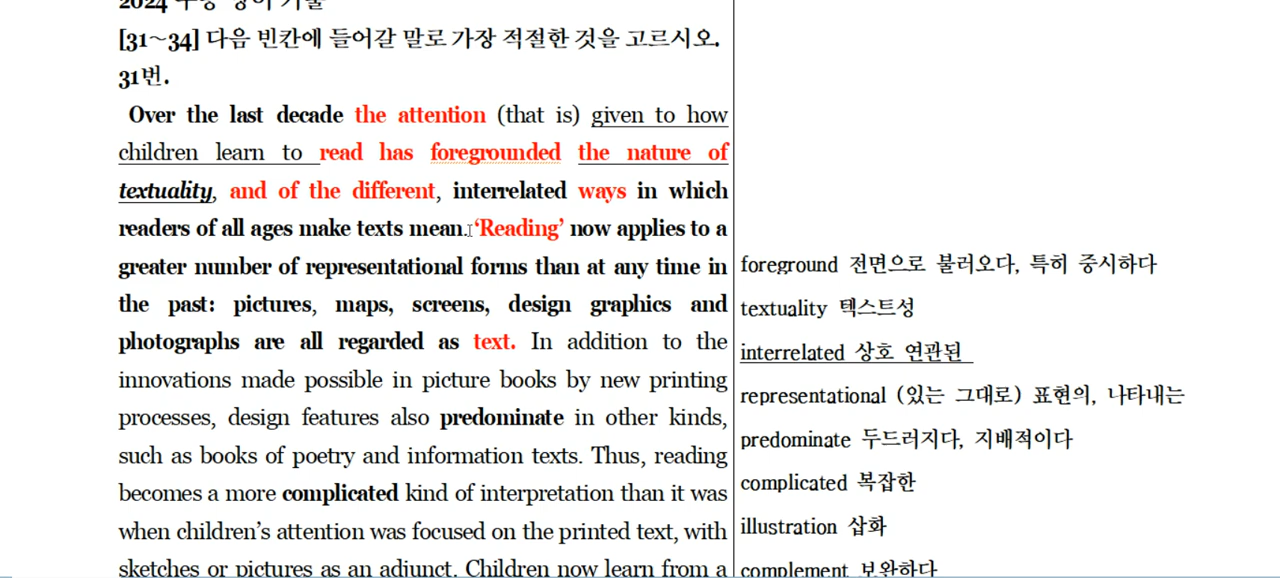 2024 수능 영어 기출
[31~34] 다음 빈칸에 들어갈 말로 가장 적절한 것을 고르시오.
31번.
Over the last decade the attention (that is) given to how
children learn to read has foregrounded the nature of
textuality, and of the different, interrelated ways in which
readers of all ages make texts mean. ‘Reading’ now applies to a
greater number of representational forms than at any time in
the past: pictures, maps, screens, design graphics and
photographs are all regarded as text. In addition to the
innovations made possible in picture books by new printing
processes, design features also predominate in other kinds,
such as books of poetry and information texts. Thus, reading
becomes a more complicated kind of interpretation than it was
when children’s attention was focused on the printed text, with
sketches or pictures as an adjunct. Children now learn from a
foreground 전면으로 불러오다, 특히 중시하다
textuality 텍스트성
interrelated 상호 연관된
representational (있는 그대로) 표현의, 나타내는
predominate 두드러지다, 지배적이다
complicated 복잡한
illustration 삽화
complement 보완하다